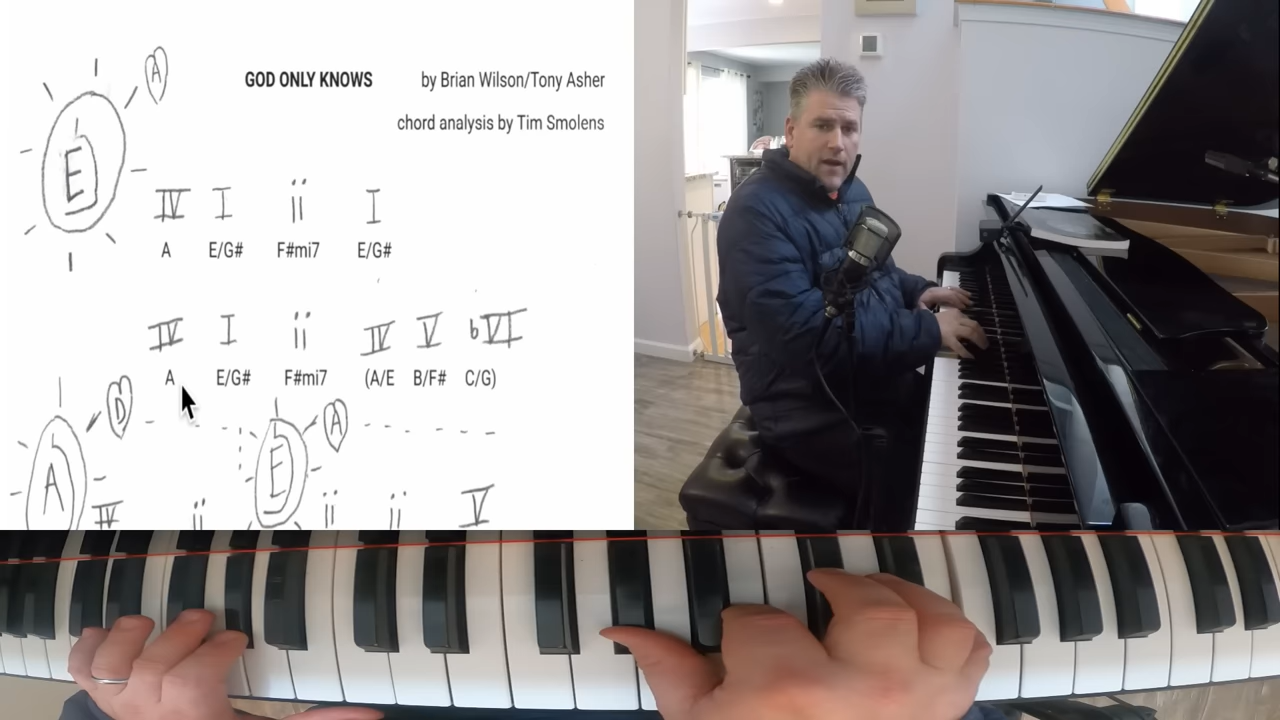 A
GOD ONLY KNOWS by Brian Wilson/Tony Asher
chord analysis by Tim Smolens
E
IV I ii I
A E/G# F#mi7 E/G#
IV I ii IV V bVI
A E/G# F#mi7 (A/E B/F# C/G)
D A
A E
IV ii ii ii V